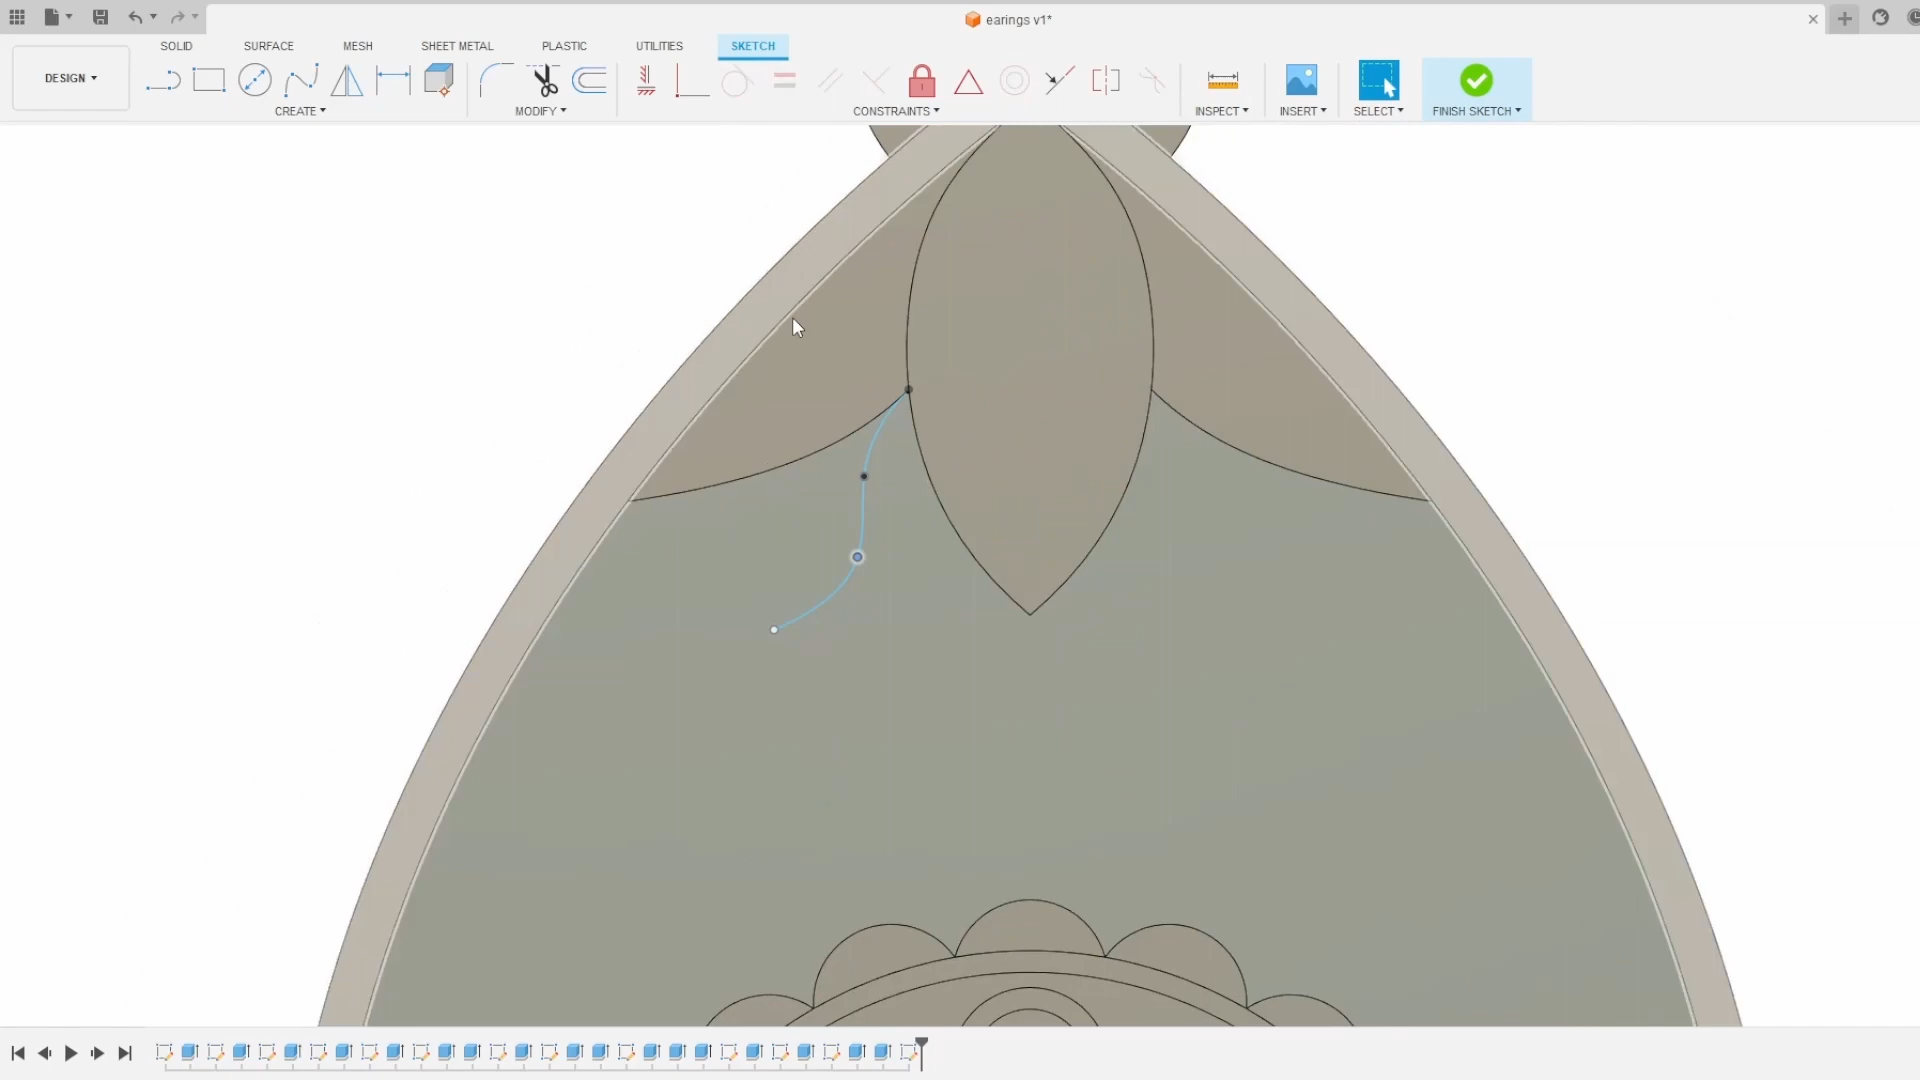 earings v1*
SOLID SURFACE MESH SHEET METAL PLASTIC UTILITIES SKETCH
DESIGN
CREATE MODIFY CONSTRAINTS INSPECT INSERT SELECT FINISH SKETCH